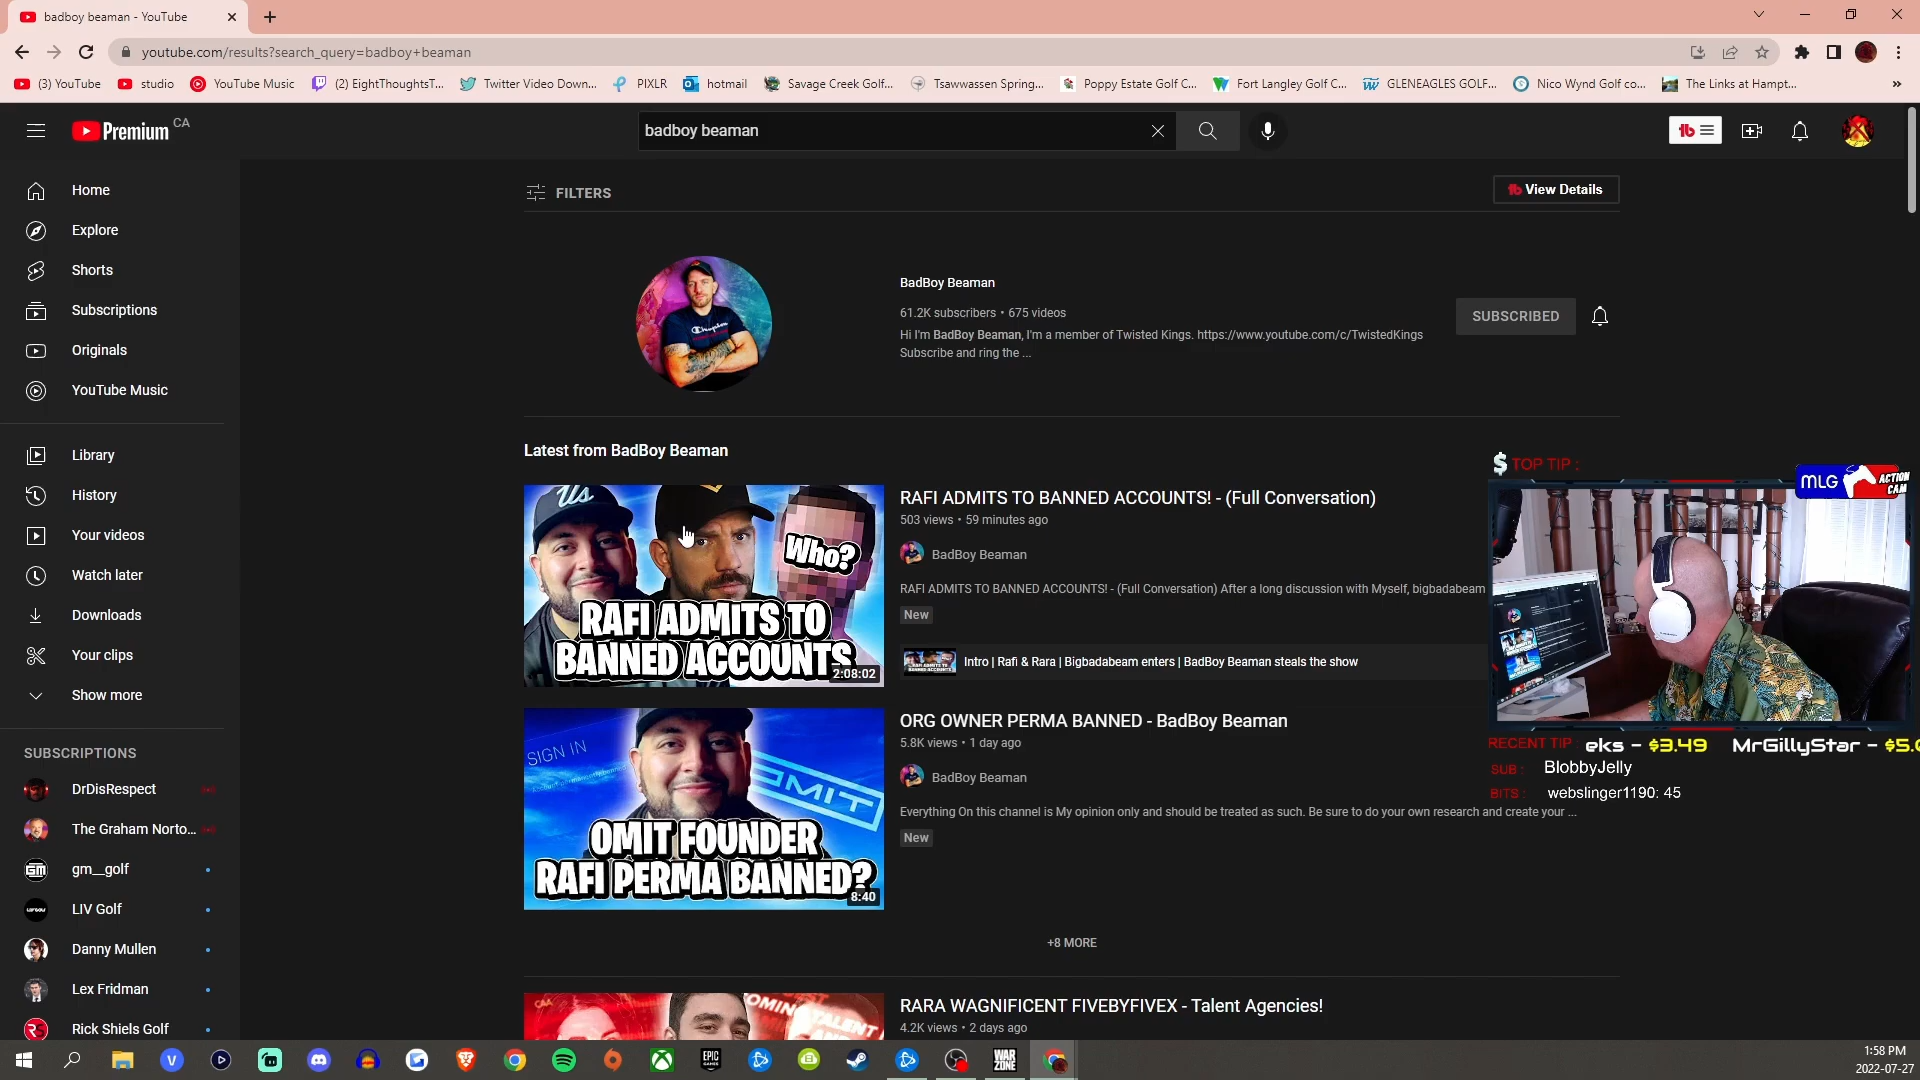 badboy beaman - YouTube
youtube.com/results?search_query=badboy+beaman
(3) YouTube
studio
YouTube Music
(2) EightThoughtsT...
Twitter Video Down...
PIXLR
hotmail
Savage Creek Golf...
Tsawwassen Spring...
Poppy Estate Golf C...
Fort Langley Golf C...
GLENEAGLES GOLF...
Nico Wynd Golf co...
The Links at Hampt...
Premium CA
badboy beaman
Home
Explore
Shorts
Subscriptions
Originals
YouTube Music
Library
History
Your videos
Watch later
Downloads
Your clips
Show more
SUBSCRIPTIONS
DrDisRespect
The Graham Norto...
gm__golf
LIV Golf
Danny Mullen
Lex Fridman
Rick Shiels Golf
FILTERS
View Details
BadBoy Beaman
61.2K subscribers • 675 videos
Hi I'm BadBoy Beaman, I'm a member of Twisted Kings. https://www.youtube.com/c/TwistedKings
Subscribe and ring the ...
SUBSCRIBED
Latest from BadBoy Beaman
Us
Who?
RAFI ADMITS TO
BANNED ACCOUNTS
2:08:02
RAFI ADMITS TO BANNED ACCOUNTS! - (Full Conversation)
503 views • 59 minutes ago
BadBoy Beaman
RAFI ADMITS TO BANNED ACCOUNTS! - (Full Conversation) After a long discussion with Myself, bigbadabeam
New
Intro | Rafi & Rara | Bigbadabeam enters | BadBoy Beaman steals the show
SIGN IN
OMIT
OMIT FOUNDER
RAFI PERMA BANNED?
8:40
ORG OWNER PERMA BANNED - BadBoy Beaman
5.8K views • 1 day ago
BadBoy Beaman
Everything On this channel is My opinion only and should be treated as such. Be sure to do your own research and create your ...
New
+8 MORE
RARA WAGNIFICENT FIVEBYFIVEX - Talent Agencies!
4.2K views • 2 days ago
$ TOP TIP :
MLG ACTION CAM
RECENT TIP : eks - $3.49 MrGillyStar - $5.0
SUB : BlobbyJelly
BITS : webslinger1190: 45
EPIC GAMES
WAR ZONE
1:58 PM
2022-07-27